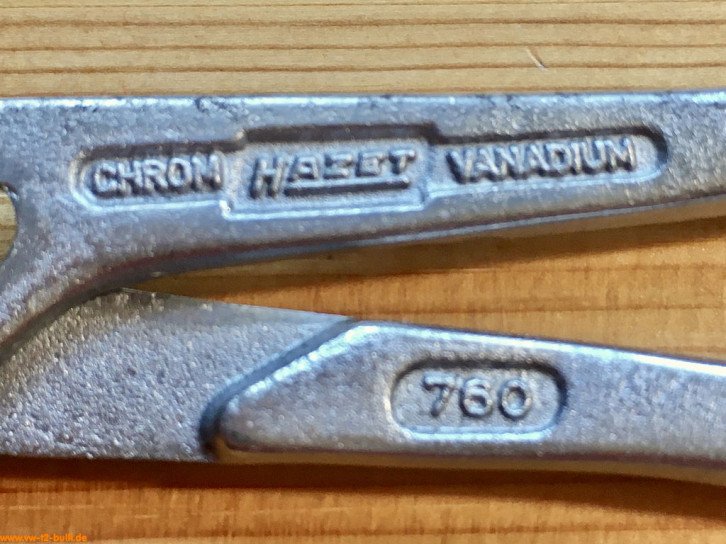 CHROM HAZET VANADIUM
760
www.vw-t2-bulli.de